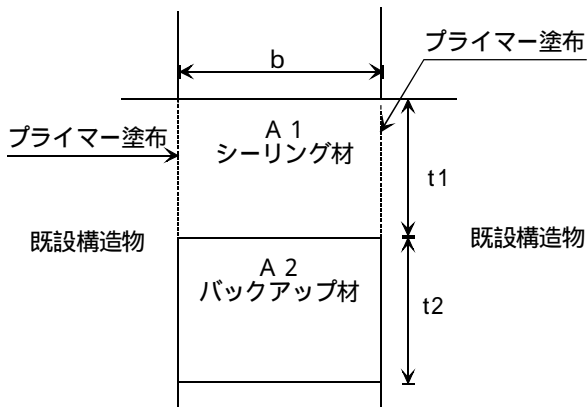 プライマー塗布
b
A 1
シーリング材
プライマー塗布
t1
既設構造物
既設構造物
A 2
バックアップ材
t2